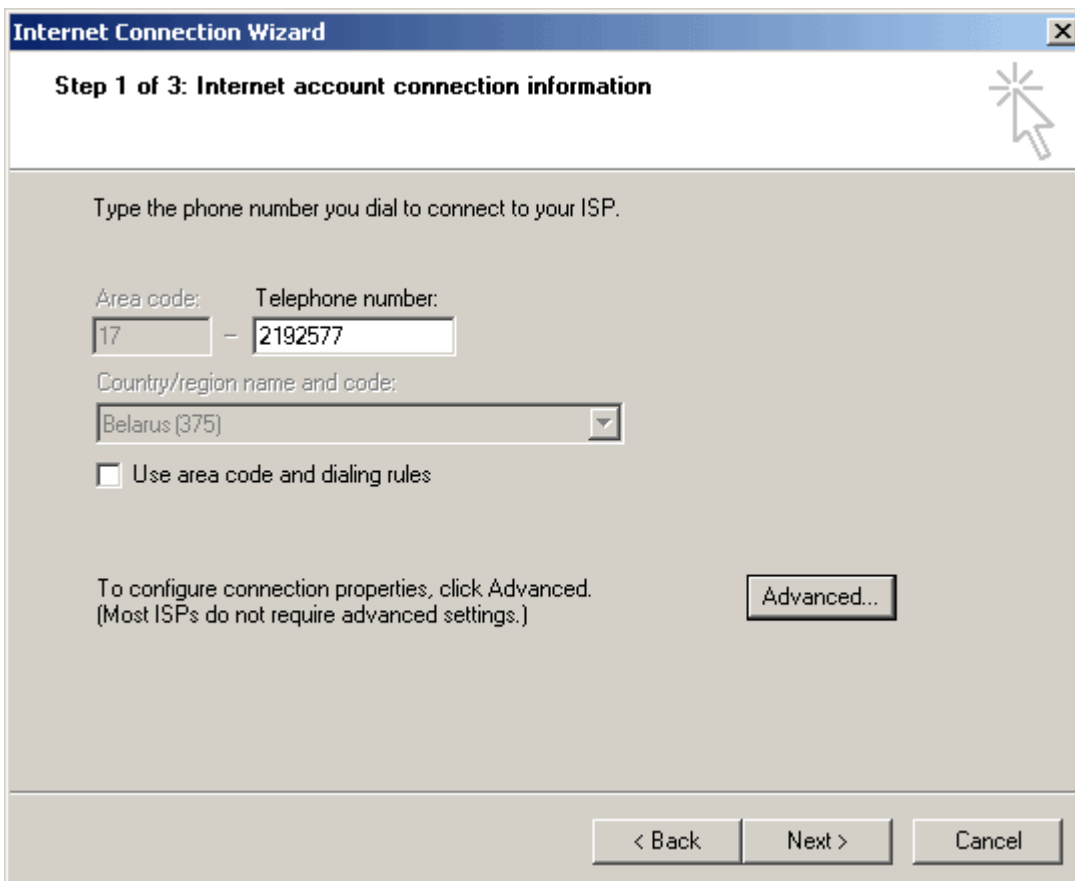 Internet Connection Wizard
Step 1 of 3: Internet account connection information
Type the phone number you dial to connect to your ISP.
Area code: Telephone number:
17 – 2192577
Country/region name and code:
Belarus (375)
Use area code and dialing rules
To configure connection properties, click Advanced.
(Most ISPs do not require advanced settings.)
Advanced...
< Back Next > Cancel